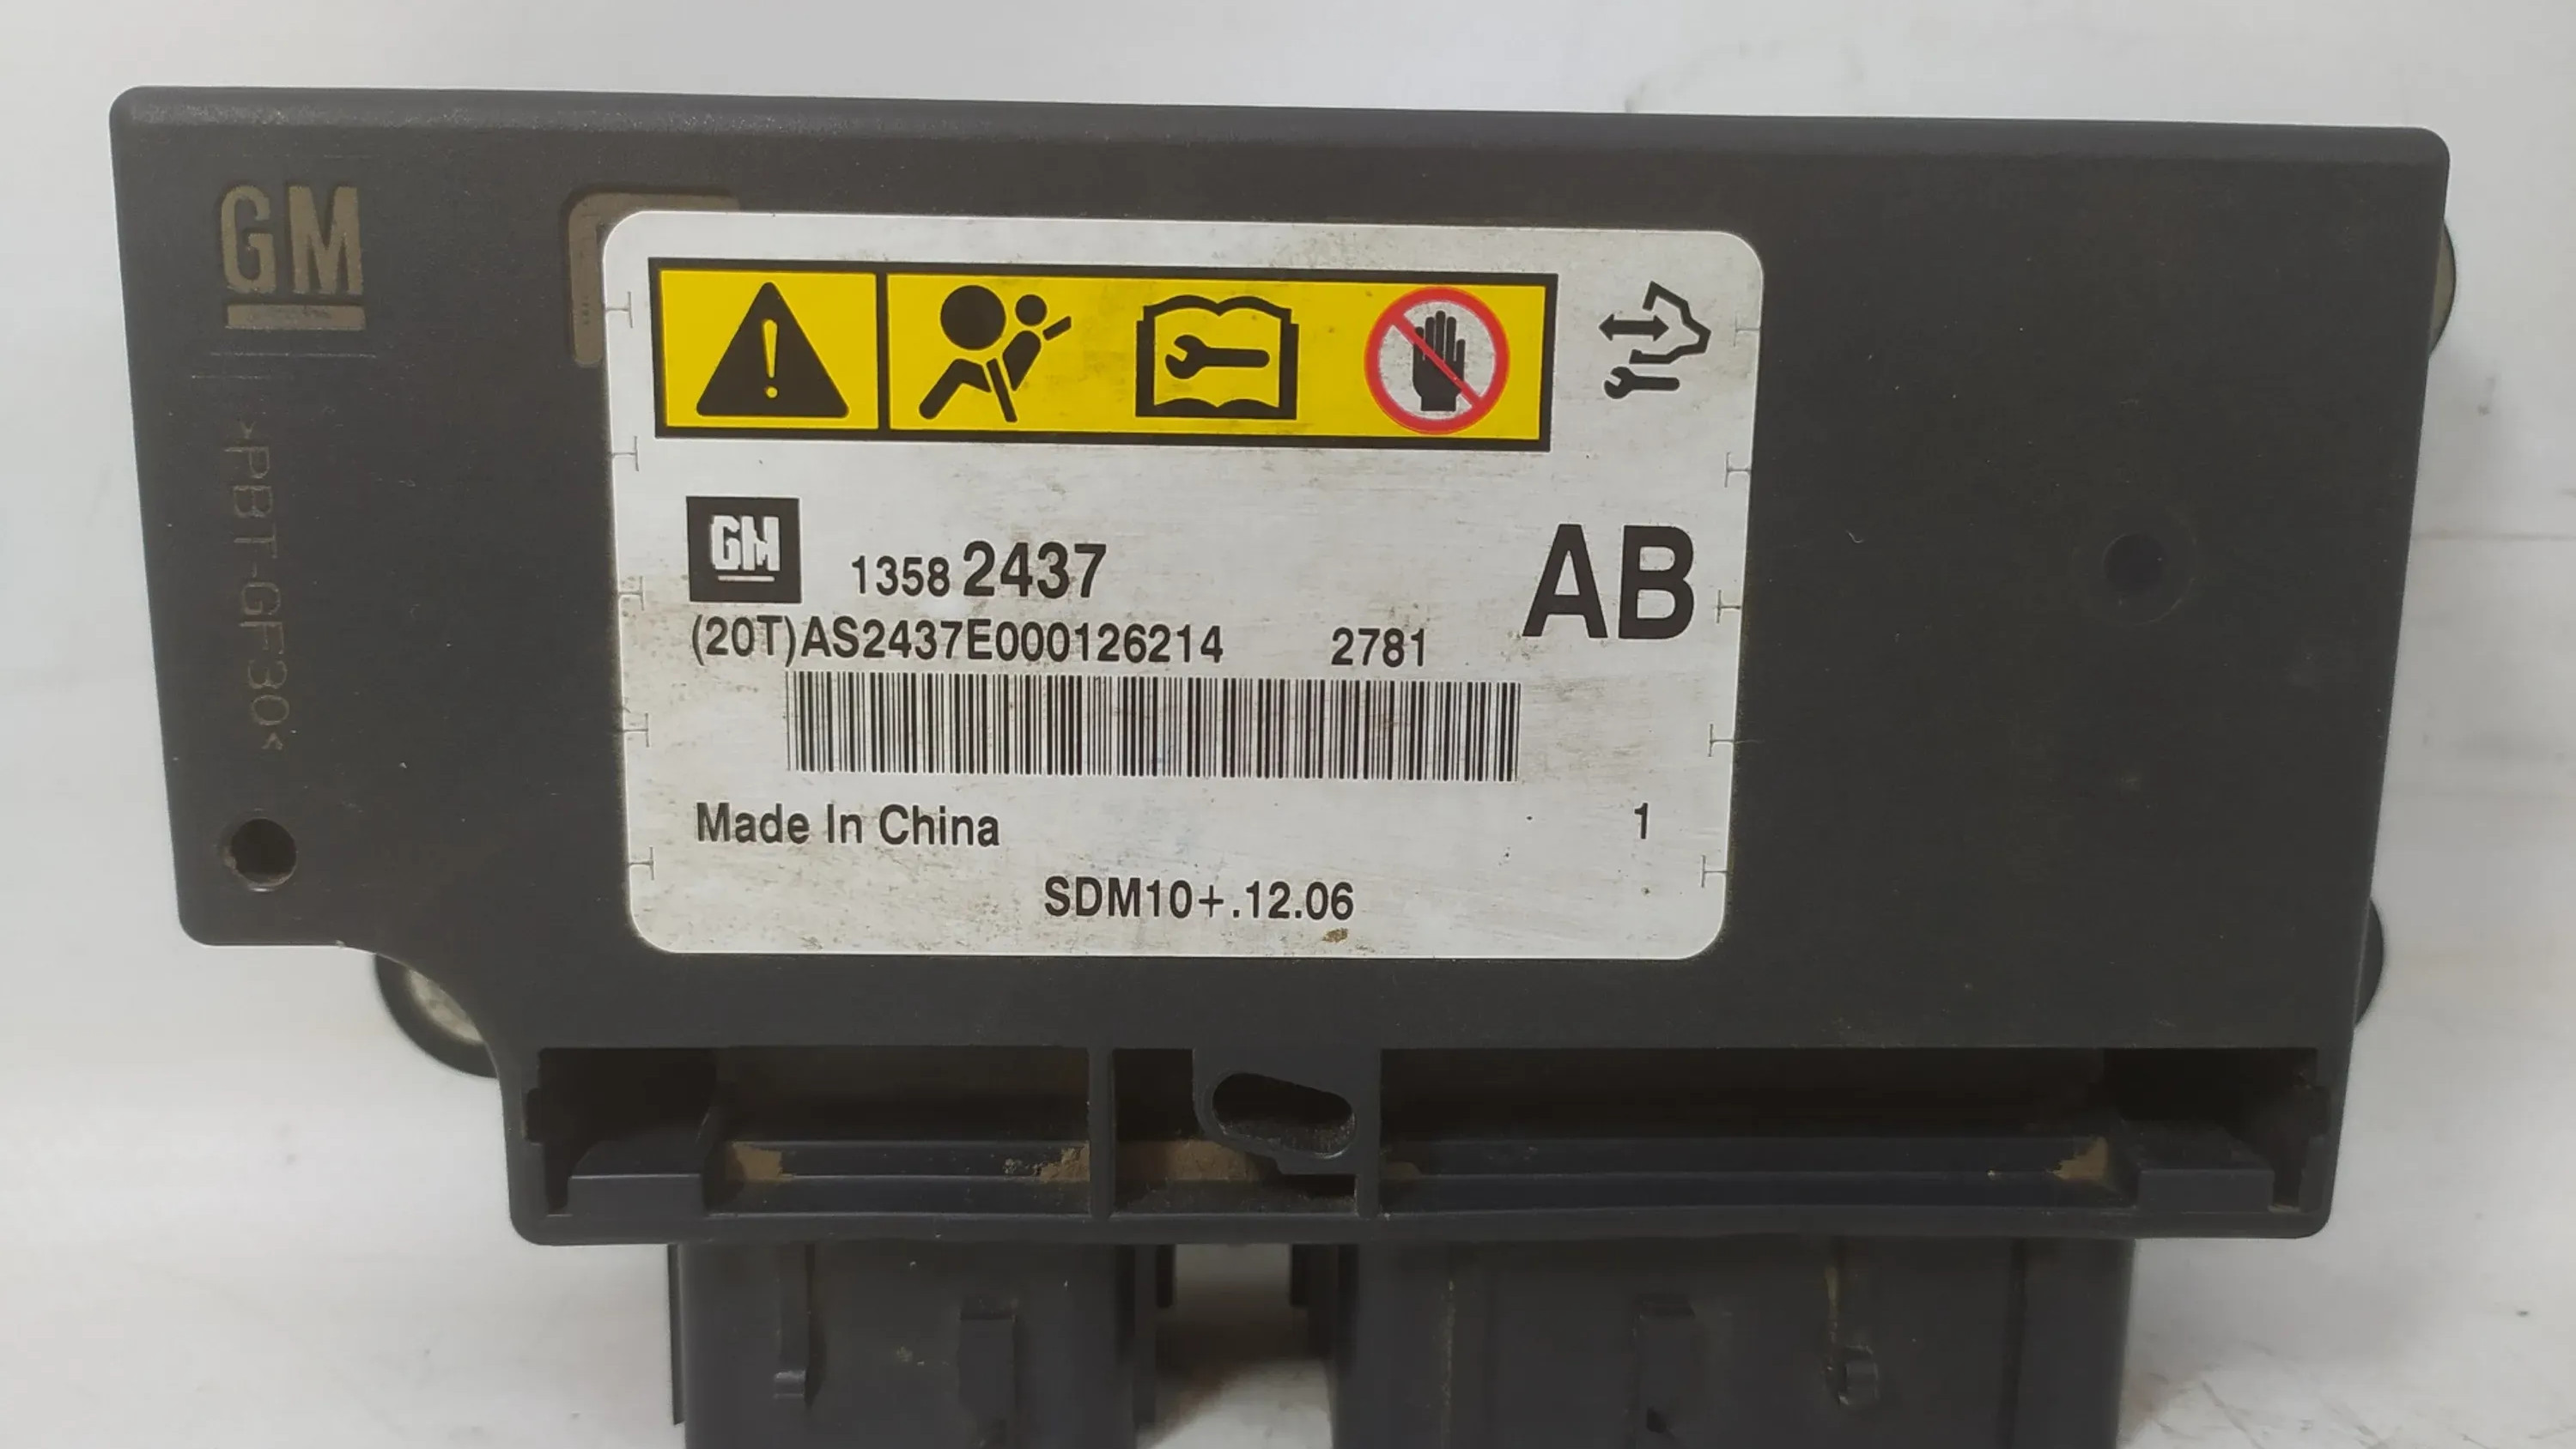 GM
>PBT-GF30<
GM
1358 2437
AB
(20T)AS2437E000126214 2781
Made In China 1
SDM10+.12.06